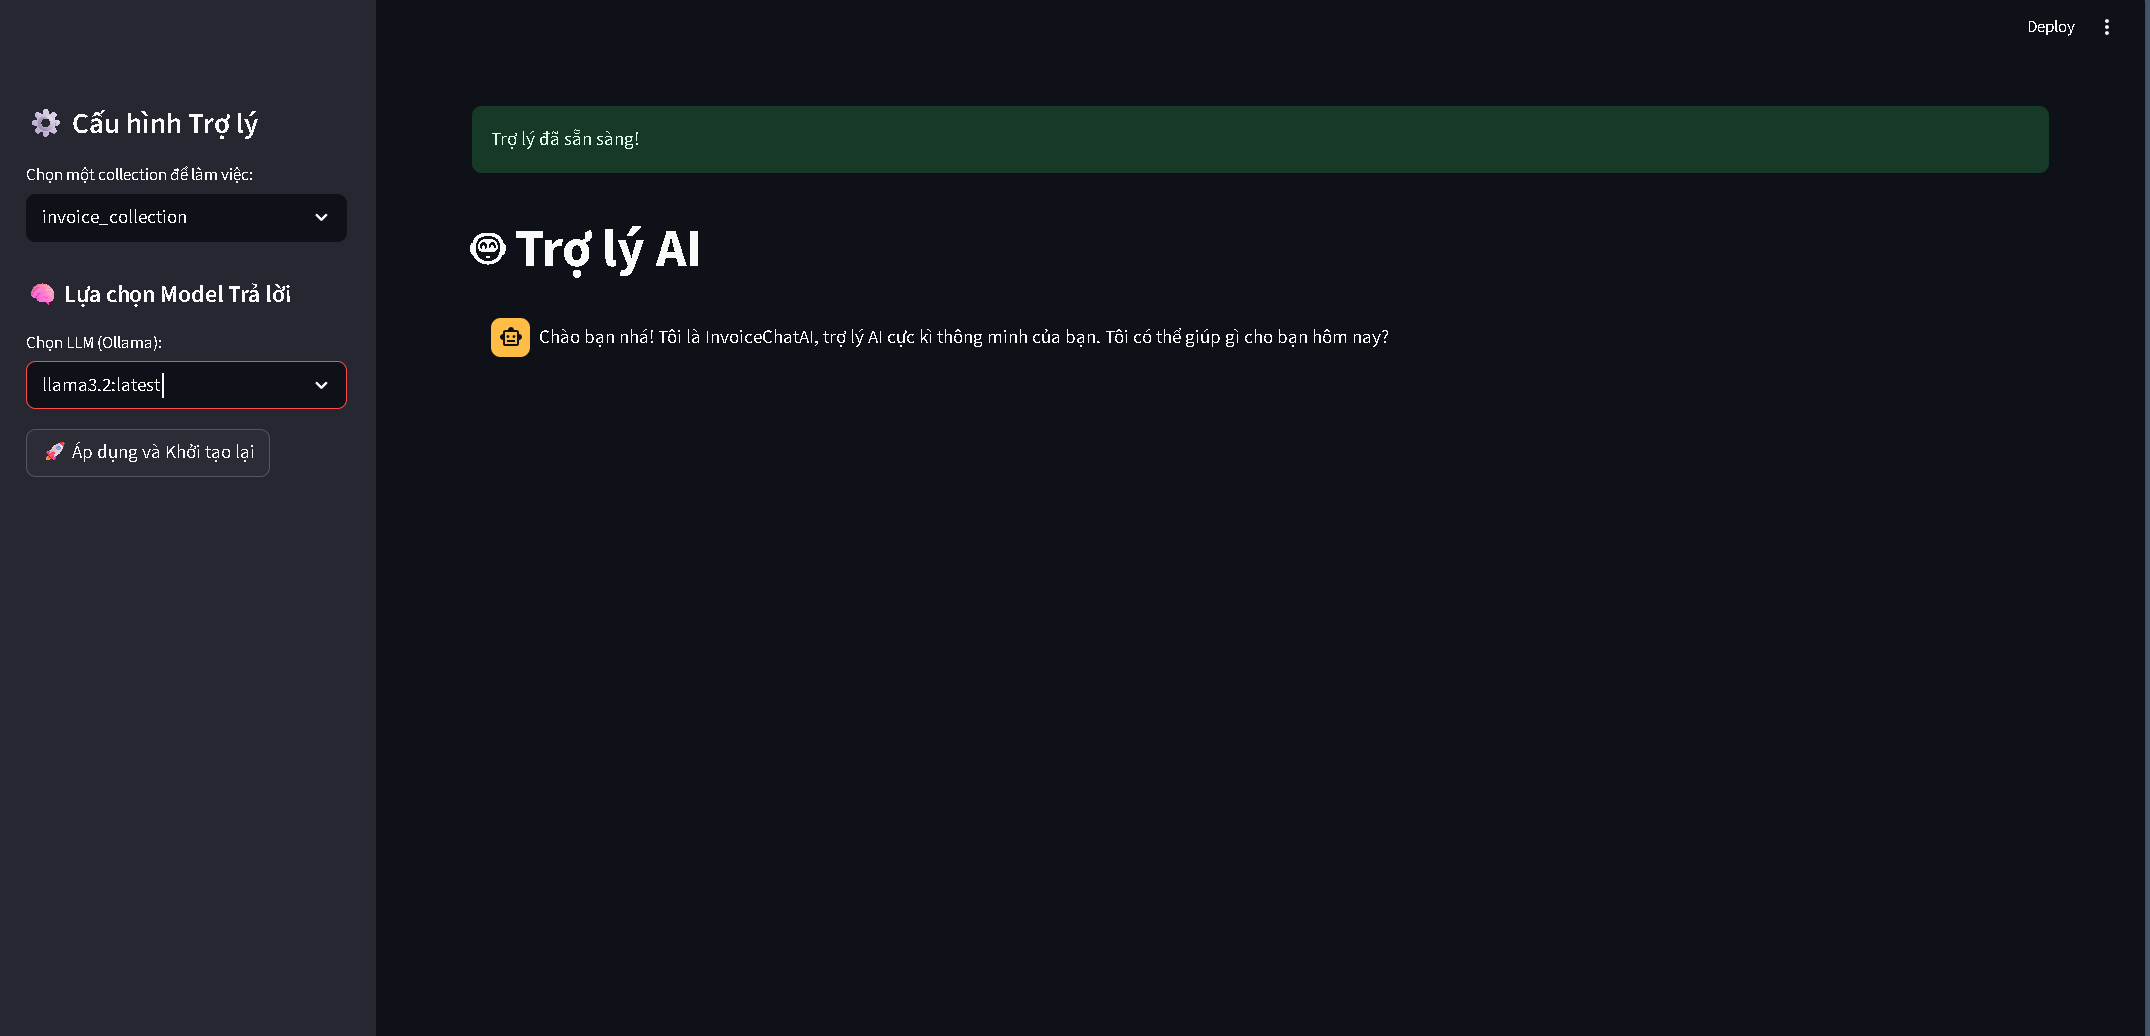 Deploy
Cấu hình Trợ lý
Chọn một collection để làm việc:
invoice_collection
Lựa chọn Model Trả lời
Chọn LLM (Ollama):
llama3.2:latest
Áp dụng và Khởi tạo lại
Trợ lý đã sẵn sàng!
Trợ lý AI
Chào bạn nhá! Tôi là InvoiceChatAI, trợ lý AI cực kì thông minh của bạn. Tôi có thể giúp gì cho bạn hôm nay?